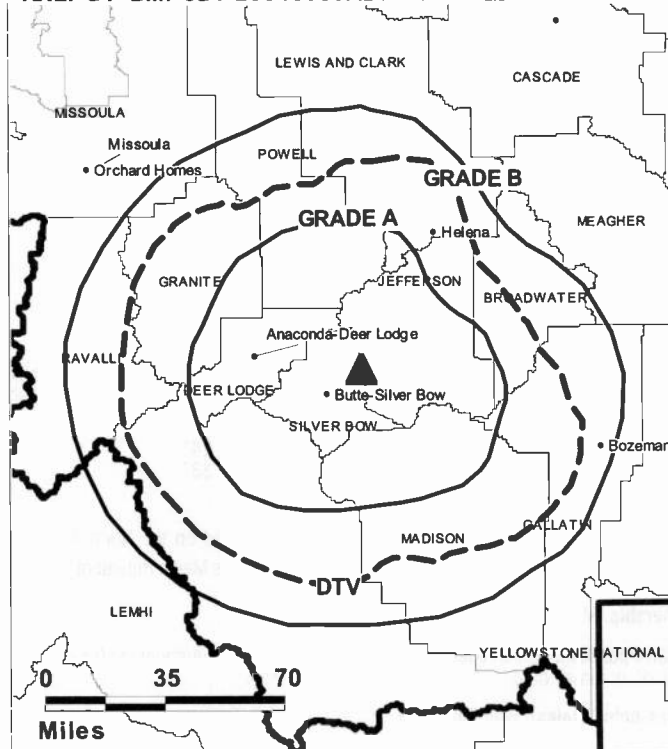 LEWIS AND CLARK
CASCADE
MISSOULA
Missoula
Orchard Homes
POWELL
GRADE B
GRADE A
Helena
MEAGHER
GRANITE
JEFFERSON
BROADWATER
Anaconda-Deer Lodge
RAVALLI
DEER LODGE
Butte-Silver Bow
SILVER BOW
Bozeman
GALLATIN
MADISON
DTV
LEMHI
YELLOWSTONE NATIONAL
0 35 70
Miles